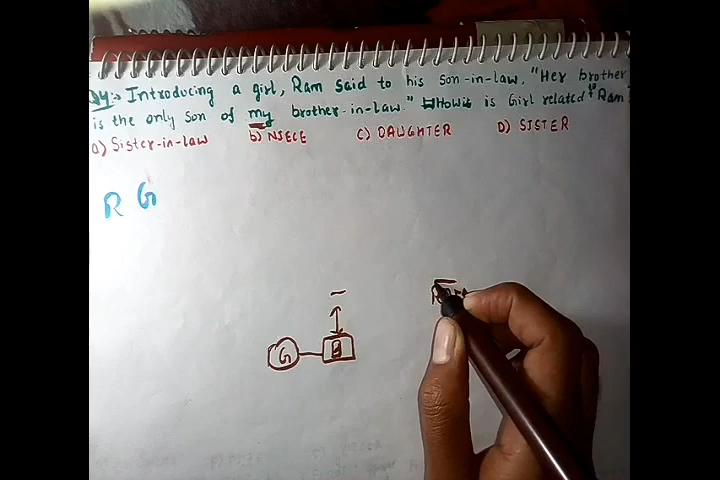 Q4:- Introducing a girl, Ram said to his son-in-law, "Her brother
is the only son of my brother-in-law." How is Girl related to Ram
a) Sister-in-law b) NIECE C) DAUGHTER D) SISTER
R G
G B